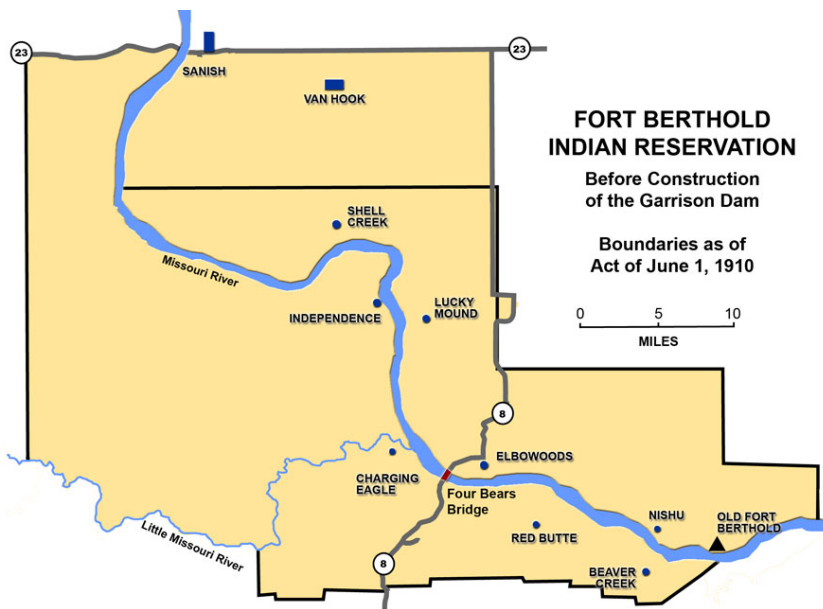 23
23
SANISH
VAN HOOK
FORT BERTHOLD
INDIAN RESERVATION
Before Construction
of the Garrison Dam
Boundaries as of
Act of June 1, 1910
0 5 10
MILES
SHELL
CREEK
Missouri River
INDEPENDENCE
LUCKY
MOUND
8
ELBOWOODS
CHARGING
EAGLE
Four Bears
Bridge
Little Missouri River
RED BUTTE
NISHU
OLD FORT
BERTHOLD
BEAVER
CREEK
8